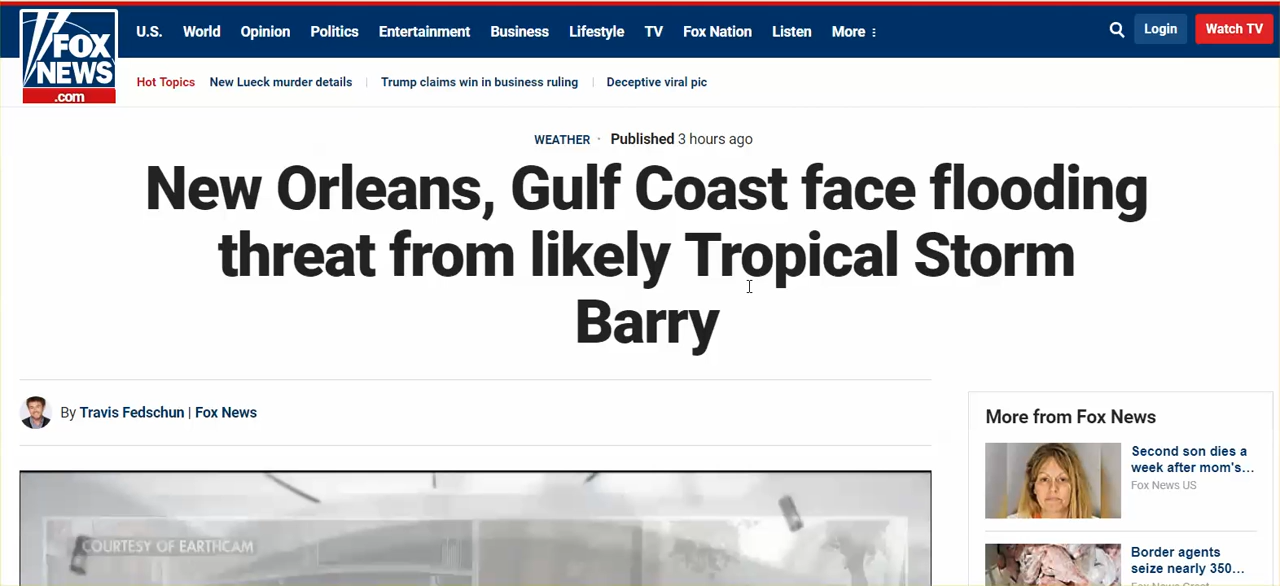 FOX
NEWS
.com
U.S. World Opinion Politics Entertainment Business Lifestyle TV Fox Nation Listen More
Login
Watch TV
Hot Topics New Lueck murder details Trump claims win in business ruling Deceptive viral pic
WEATHER · Published 3 hours ago
New Orleans, Gulf Coast face flooding
threat from likely Tropical Storm
Barry
By Travis Fedschun | Fox News
More from Fox News
Second son dies a
week after mom's...
Fox News US
COURTESY OF EARTHCAM
Border agents
seize nearly 350...